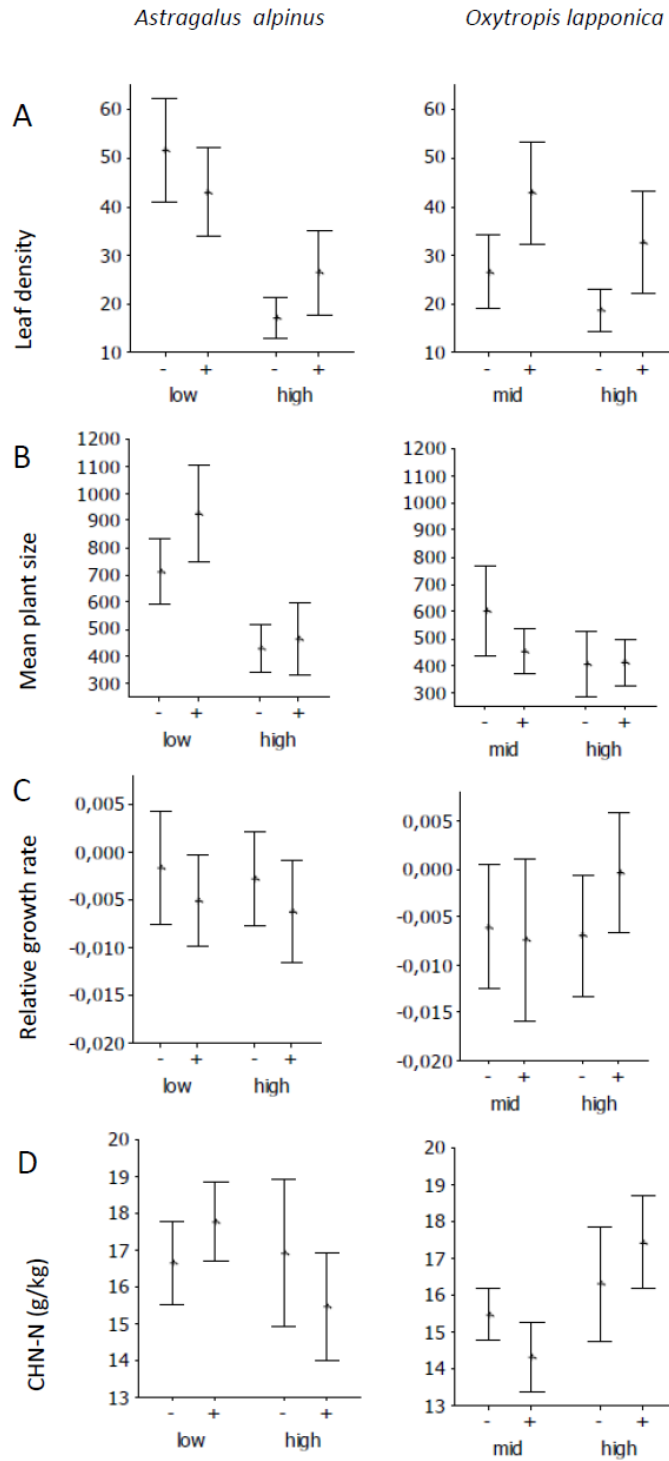 Astragalus alpinus Oxytropis lapponica
A
Leaf density
60 60
50 50
40 40
30 30
20 20
10 10
- + - + - + - +
low high mid high
B
Mean plant size
1200 1200
1100 1100
1000 1000
900 900
800 800
700 700
600 600
500 500
400 400
300 300
- + - + - + - +
low high mid high
C
Relative growth rate
0,005 0,005
0,000 0,000
-0,005 -0,005
-0,010 -0,010
-0,015 -0,015
-0,020 -0,020
- + - + - + - +
low high mid high
D
CHN-N (g/kg)
20 20
19 19
18 18
17 17
16 16
15 15
14 14
13 13
- + - + - + - +
low high mid high